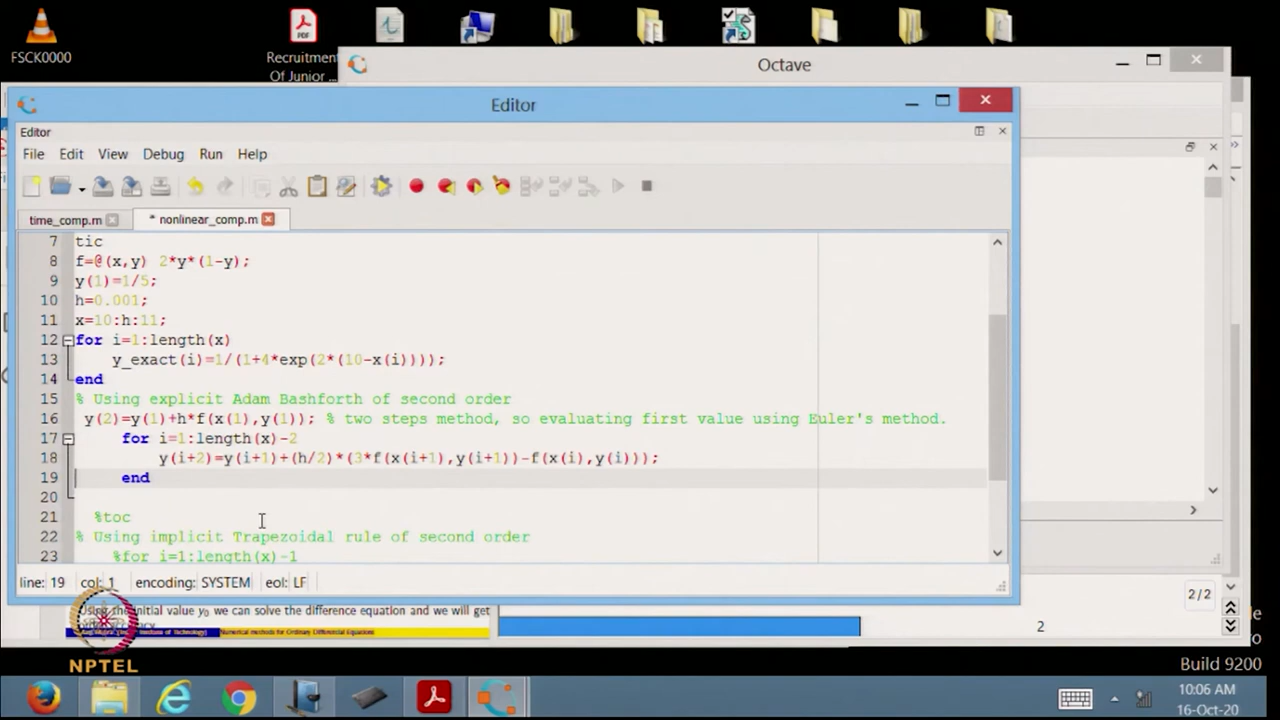 FSCK0000
Recruitment
Of Junior ...
Octave
Editor
Editor
File Edit View Debug Run Help
time_comp.m
* nonlinear_comp.m
7 tic
8 f=@(x,y) 2*y*(1-y);
9 y(1)=1/5;
10 h=0.001;
11 x=10:h:11;
12 for i=1:length(x)
13 y_exact(i)=1/(1+4*exp(2*(10-x(i))));
14 end
15 % Using explicit Adam Bashforth of second order
16 y(2)=y(1)+h*f(x(1),y(1)); % two steps method, so evaluating first value using Euler's method.
17 for i=1:length(x)-2
18 y(i+2)=y(i+1)+(h/2)*(3*f(x(i+1),y(i+1))-f(x(i),y(i)));
19 end
20
21 %toc
22 % Using implicit Trapezoidal rule of second order
23 %for i=1:length(x)-1
line: 19 col: 1 encoding: SYSTEM eol: LF
2/2
Using the initial value y0 we can solve the difference equation and we will get
Numerical methods for Ordinary Differential Equations
2
NPTEL
Build 9200
10:06 AM
16-Oct-20